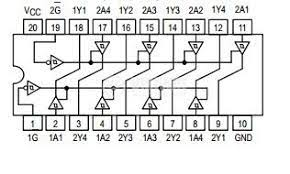 VCC 2G 1Y1 2A4 1Y2 2A3 1Y3 2A2 1Y4 2A1
20 19 18 17 16 15 14 13 12 11
1 2 3 4 5 6 7 8 9 10
1G 1A1 2Y4 1A2 2Y3 1A3 2Y2 1A4 2Y1 GND